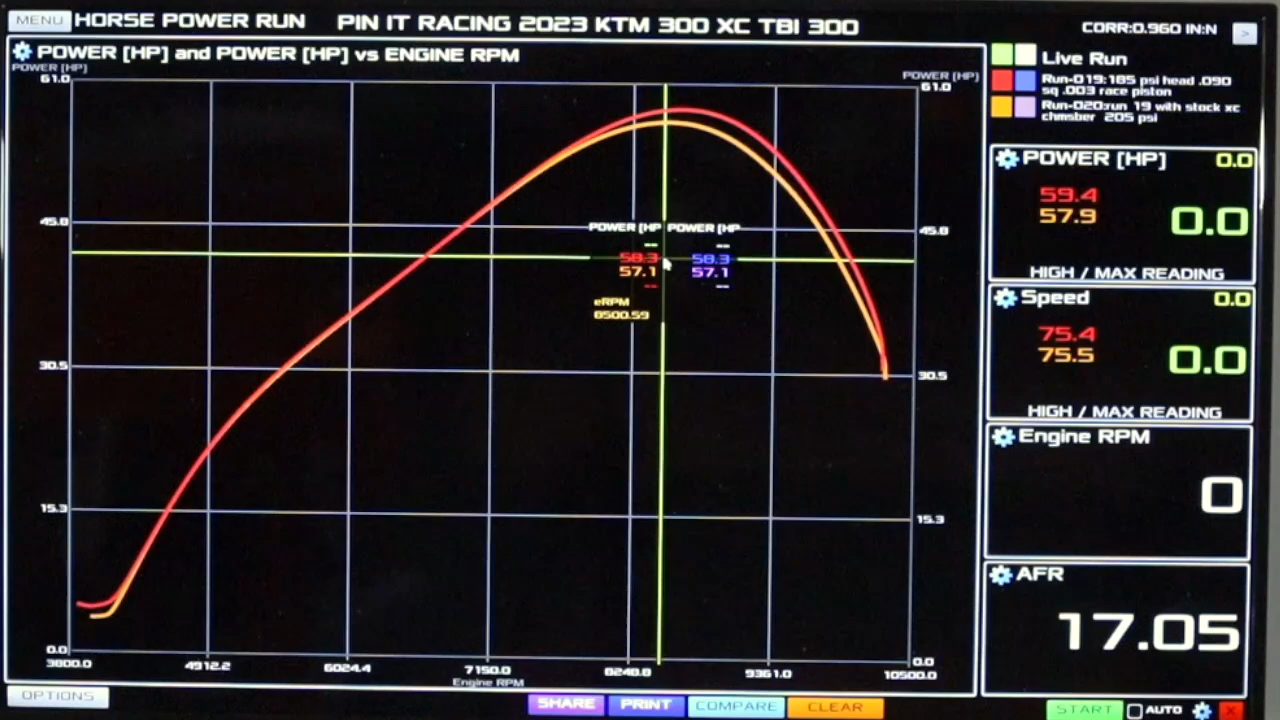 MENU HORSE POWER RUN PIN IT RACING 2023 KTM 300 XC TBI 300 CORR:0.960 IN:N >
POWER [HP] and POWER [HP] vs ENGINE RPM
POWER [HP] POWER [HP]
61.0 61.0
45.8 45.8
30.5 30.5
15.3 15.3
0.0 0.0
3800.0 4912.2 6024.4 7150.0 8248.0 9361.0 10500.0
Engine RPM
POWER [HP POWER [HP
-- --
58.3 58.3
57.1 57.1
-- --
eRPM
8500.59
Live Run
Run-019:185 psi head .090
sq .003 race piston
Run-020:run 19 with stock xc
chmsber 205 psi
POWER [HP] 0.0
59.4
57.9 0.0
HIGH / MAX READING
Speed 0.0
75.4
75.5 0.0
HIGH / MAX READING
Engine RPM
0
AFR
17.05
OPTIONS SHARE PRINT COMPARE CLEAR START AUTO X